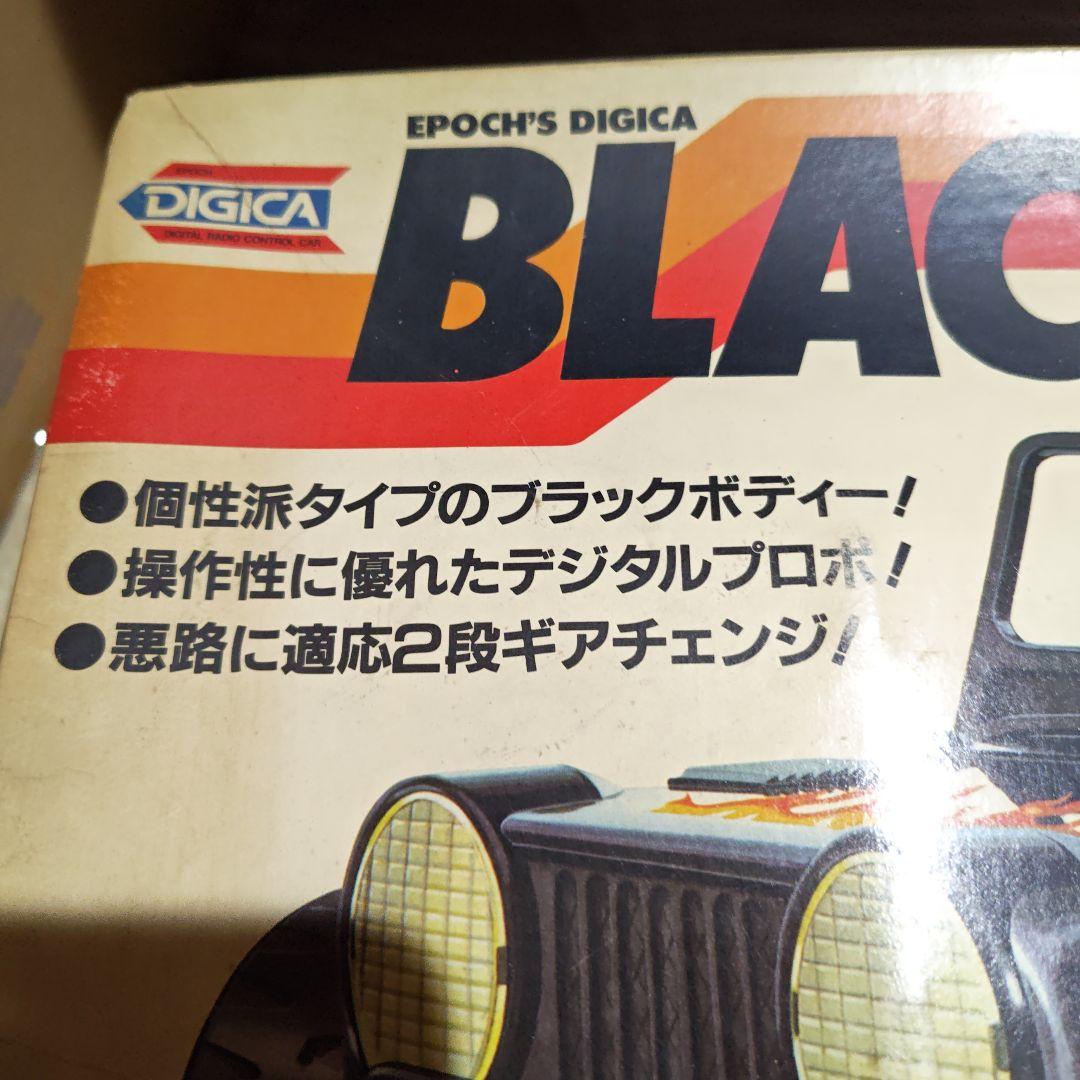 EPOCH'S DIGICA
EPOCH
DIGICA
DIGITAL RADIO CONTROL CAR
BLAC
●個性派タイプのブラックボディー!
●操作性に優れたデジタルプロポ!
●悪路に適応2段ギアチェンジ!